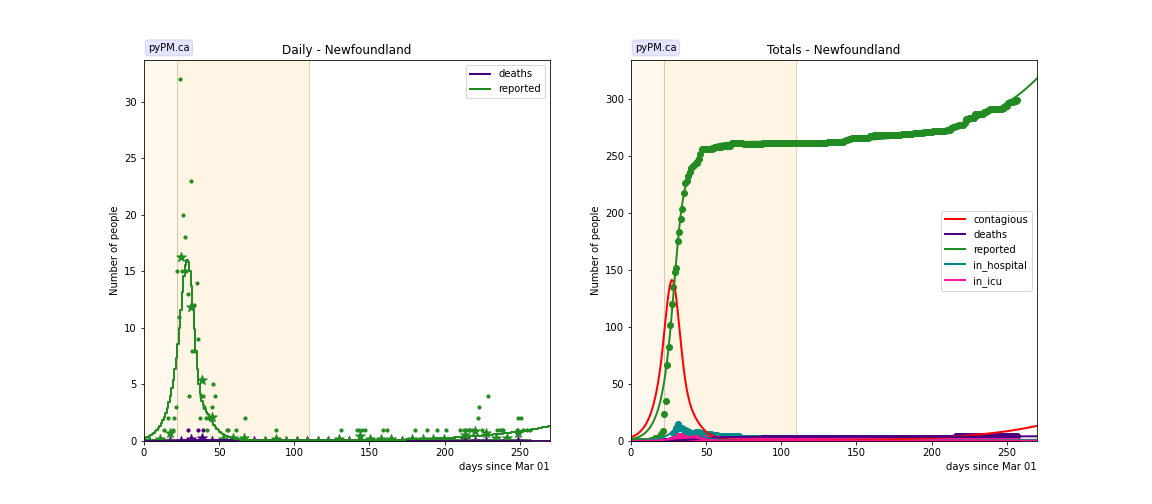 pyPM.ca
Daily - Newfoundland
deaths
reported
Number of people
30
25
20
15
10
5
0
0 50 100 150 200 250
days since Mar 01
pyPM.ca
Totals - Newfoundland
contagious
deaths
reported
in_hospital
in_icu
Number of people
300
250
200
150
100
50
0
0 50 100 150 200 250
days since Mar 01